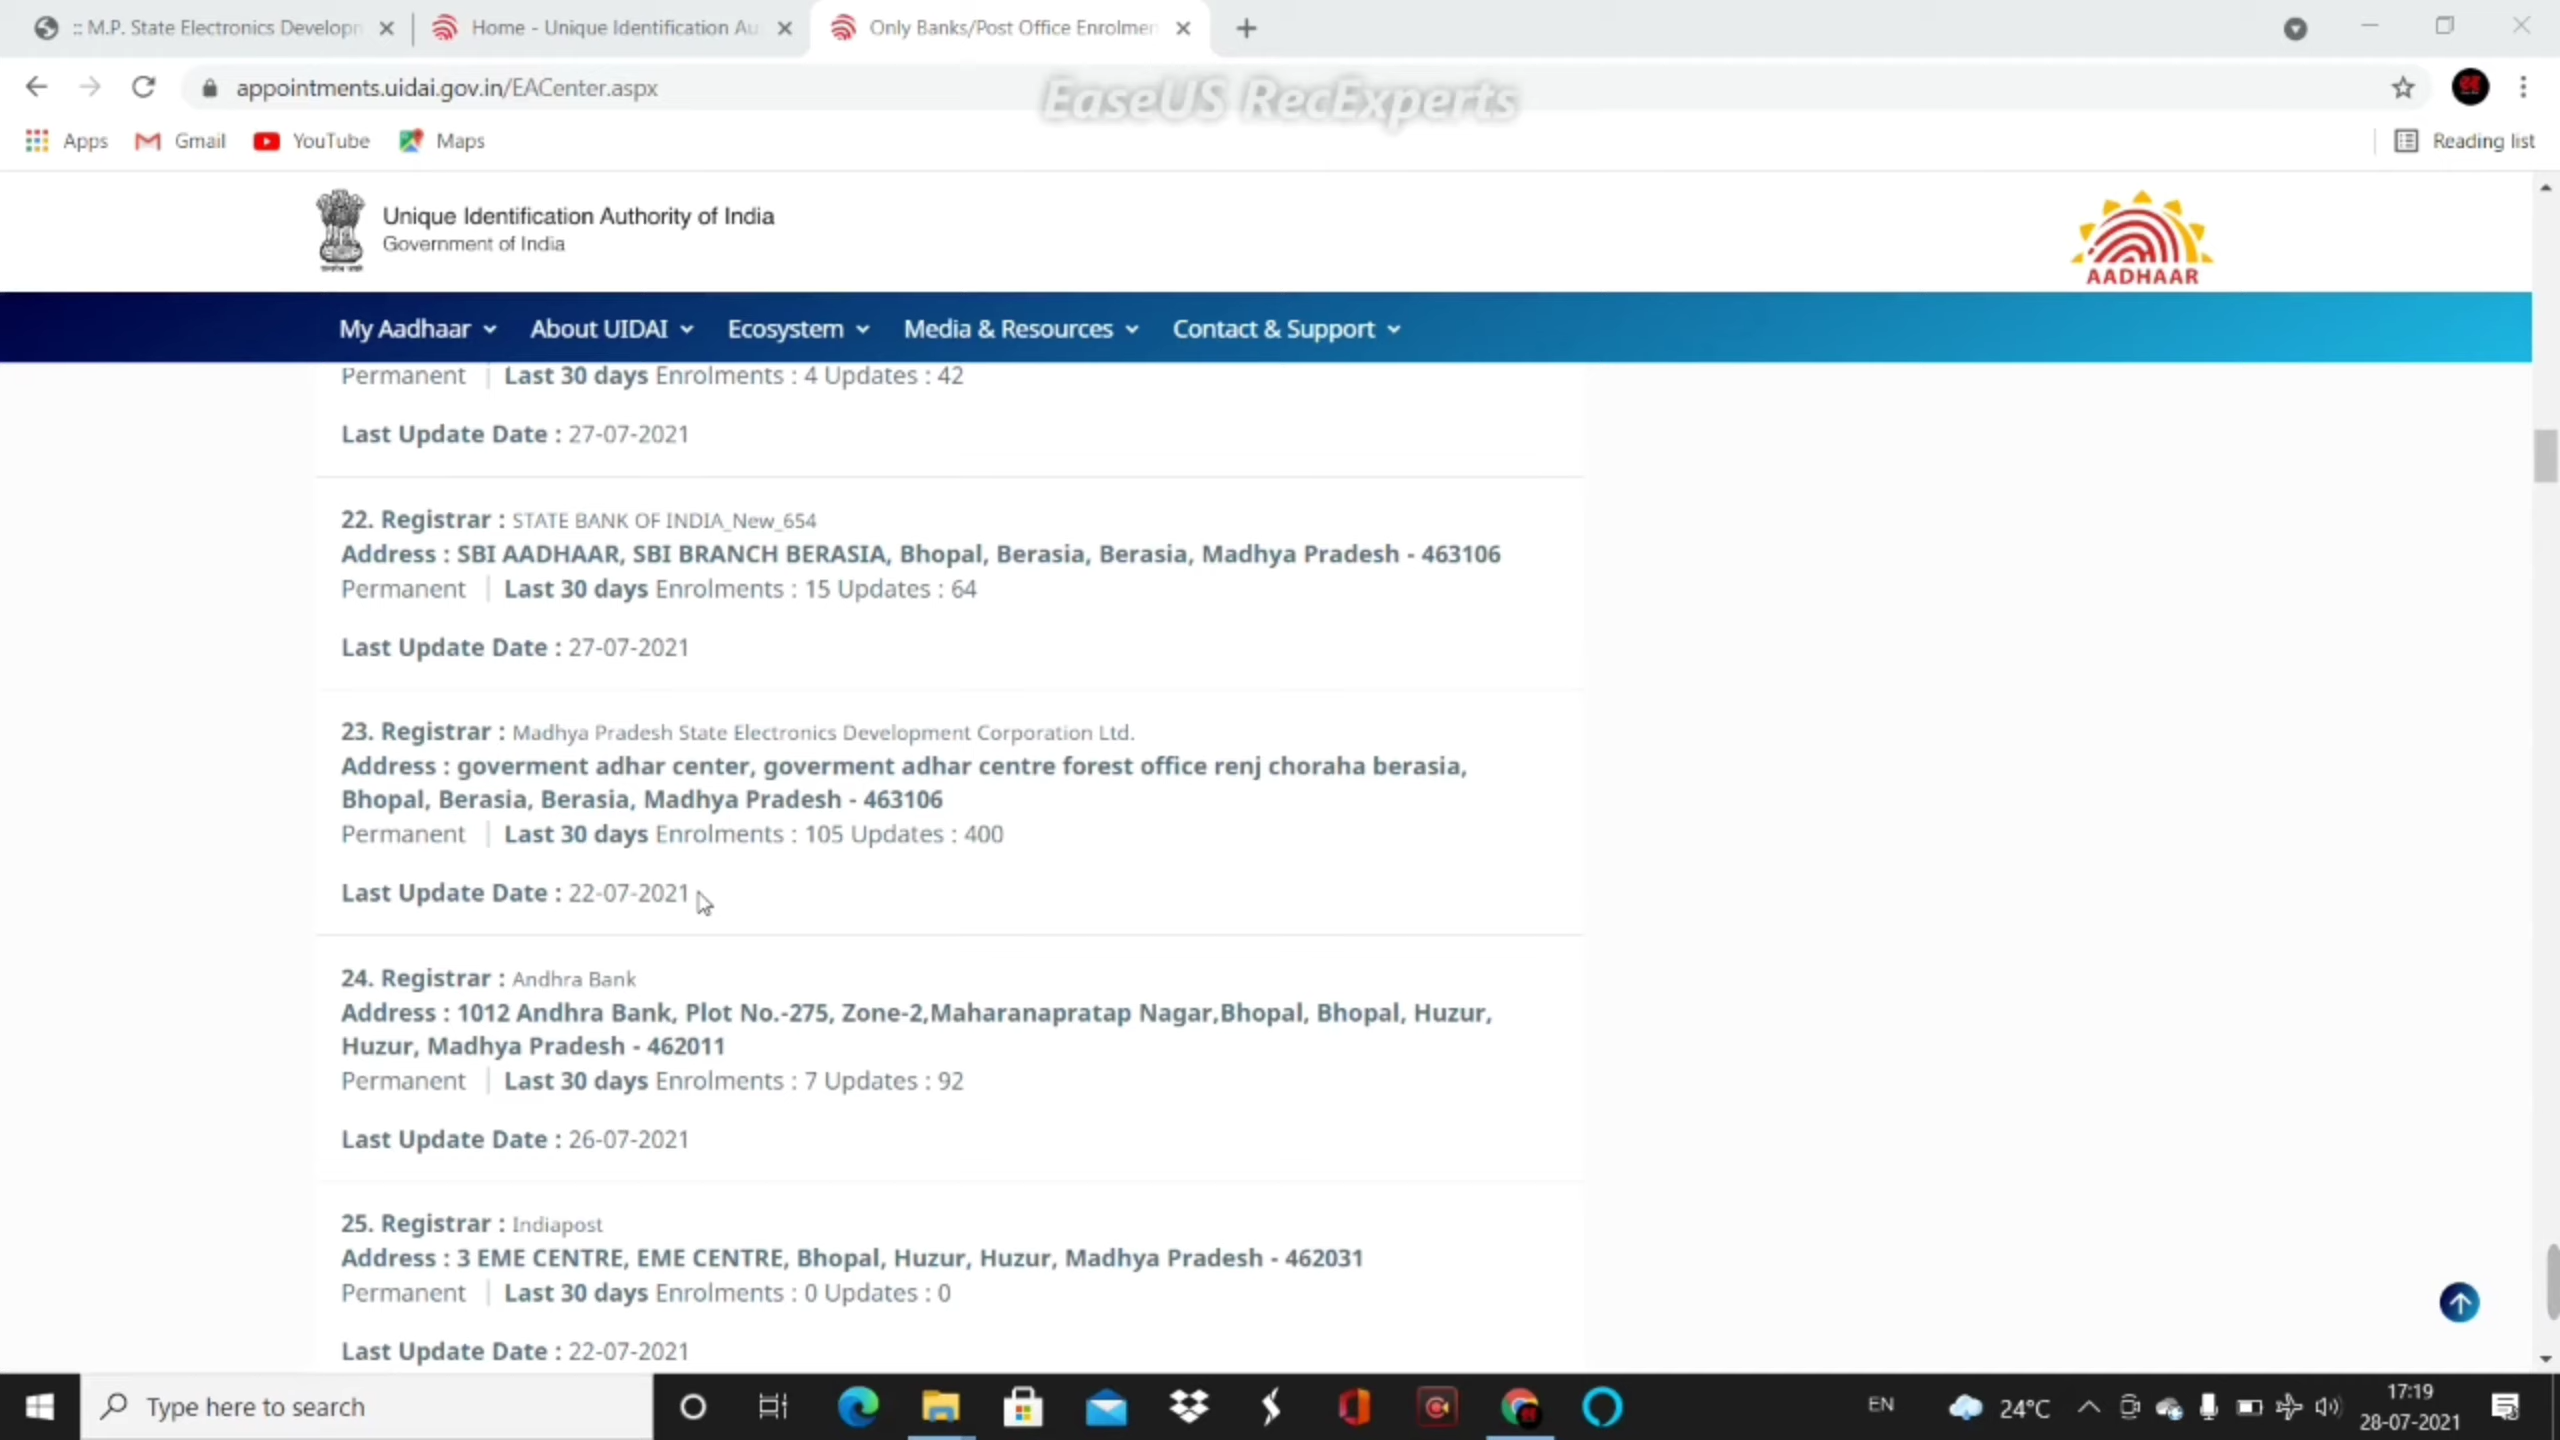 :: M.P. State Electronics Developn
Home - Unique Identification Au
Only Banks/Post Office Enrolmen
appointments.uidai.gov.in/EACenter.aspx
EaseUS RecExperts
Apps
Gmail
YouTube
Maps
Reading list
Unique Identification Authority of India
Government of India
AADHAAR
My Aadhaar
About UIDAI
Ecosystem
Media & Resources
Contact & Support
Permanent | Last 30 days Enrolments : 4 Updates : 42
Last Update Date : 27-07-2021
22. Registrar : STATE BANK OF INDIA_New_654
Address : SBI AADHAAR, SBI BRANCH BERASIA, Bhopal, Berasia, Berasia, Madhya Pradesh - 463106
Permanent | Last 30 days Enrolments : 15 Updates : 64
Last Update Date : 27-07-2021
23. Registrar : Madhya Pradesh State Electronics Development Corporation Ltd.
Address : goverment adhar center, goverment adhar centre forest office renj choraha berasia,
Bhopal, Berasia, Berasia, Madhya Pradesh - 463106
Permanent | Last 30 days Enrolments : 105 Updates : 400
Last Update Date : 22-07-2021
24. Registrar : Andhra Bank
Address : 1012 Andhra Bank, Plot No.-275, Zone-2,Maharanapratap Nagar,Bhopal, Bhopal, Huzur,
Huzur, Madhya Pradesh - 462011
Permanent | Last 30 days Enrolments : 7 Updates : 92
Last Update Date : 26-07-2021
25. Registrar : Indiapost
Address : 3 EME CENTRE, EME CENTRE, Bhopal, Huzur, Huzur, Madhya Pradesh - 462031
Permanent | Last 30 days Enrolments : 0 Updates : 0
Last Update Date : 22-07-2021
Type here to search
EN
24°C
17:19
28-07-2021